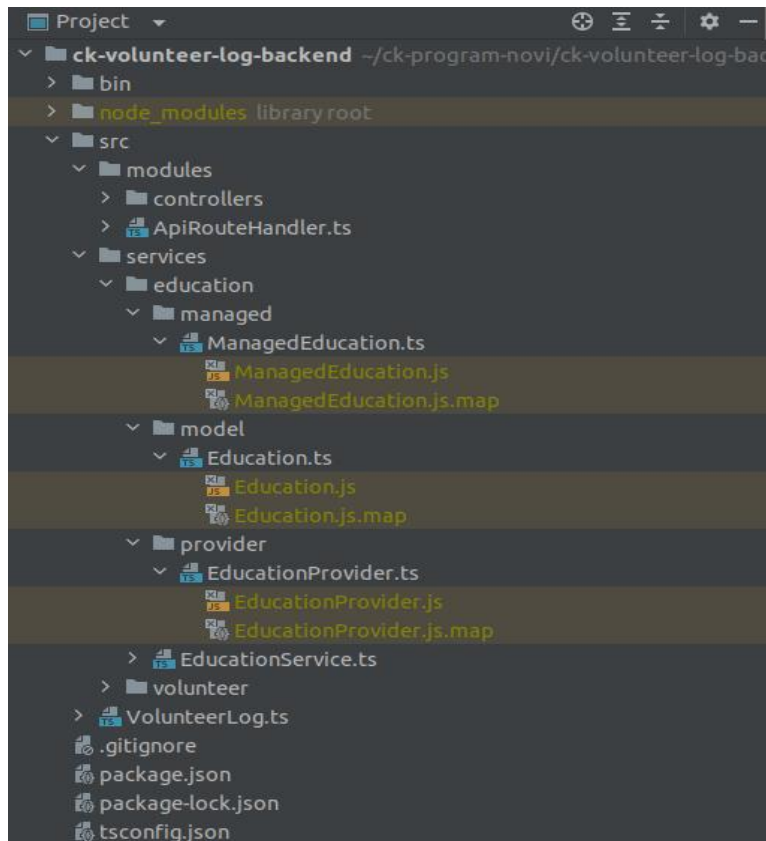 Project
ck-volunteer-log-backend ~/ck-program-novi/ck-volunteer-log-bac
bin
node_modules library root
src
modules
controllers
ApiRouteHandler.ts
services
education
managed
ManagedEducation.ts
ManagedEducation.js
ManagedEducation.js.map
model
Education.ts
Education.js
Education.js.map
provider
EducationProvider.ts
EducationProvider.js
EducationProvider.js.map
EducationService.ts
volunteer
VolunteerLog.ts
.gitignore
package.json
package-lock.json
tsconfig.json